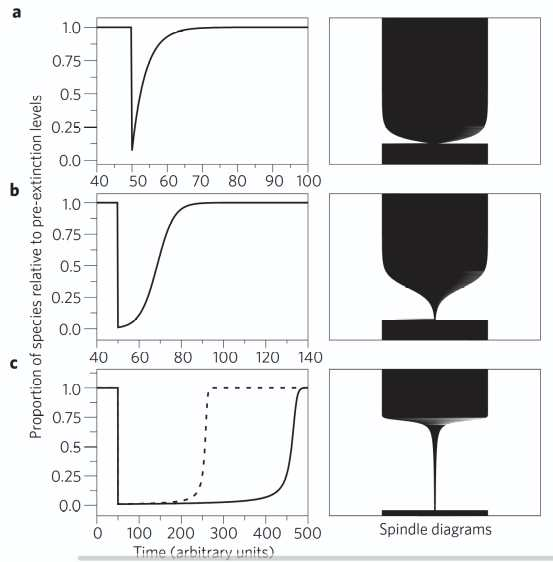 a
1.0
0.75
0.5
0.25
0.0
40 50 60 70 80 90 100
b
1.0
0.75
0.5
0.25
0.0
40 60 80 100 120 140
c
1.0
0.75
0.5
0.25
0.0
0 100 200 300 400 500
Proportion of species relative to pre-extinction levels
Time (arbitrary units)
Spindle diagrams